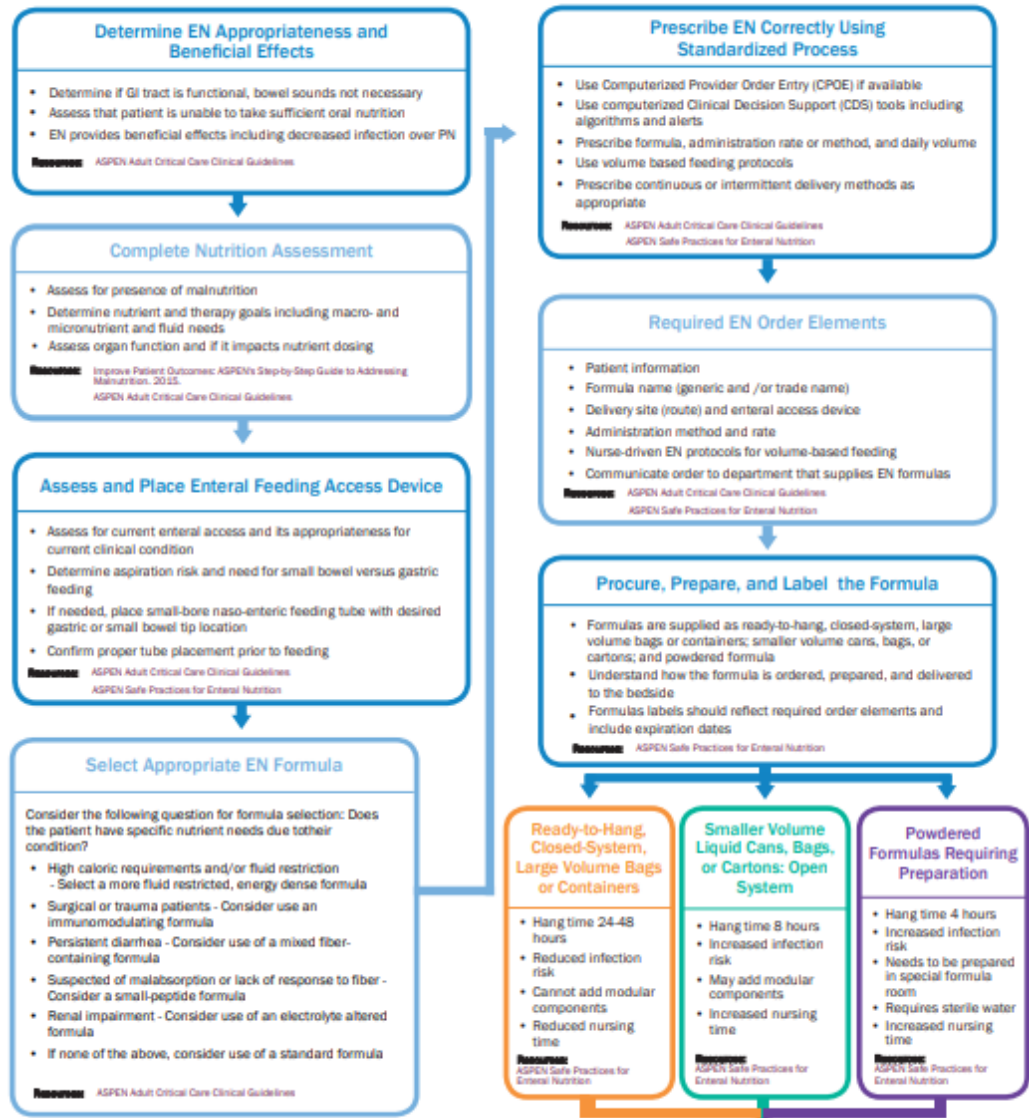 Determine EN Appropriateness and
Beneficial Effects
• Determine if GI tract is functional, bowel sounds not necessary
• Assess that patient is unable to take sufficient oral nutrition
• EN provides beneficial effects including decreased infection over PN
Resources: ASPEN Adult Critical Care Clinical Guidelines
Complete Nutrition Assessment
• Assess for presence of malnutrition
• Determine nutrient and therapy goals including macro- and
micronutrient and fluid needs
• Assess organ function and if it impacts nutrient dosing
Resources: Improve Patient Outcomes: ASPEN's Step-by-Step Guide to Addressing
Malnutrition. 2015.
ASPEN Adult Critical Care Clinical Guidelines
Assess and Place Enteral Feeding Access Device
• Assess for current enteral access and its appropriateness for
current clinical condition
• Determine aspiration risk and need for small bowel versus gastric
feeding
• If needed, place small-bore naso-enteric feeding tube with desired
gastric or small bowel tip location
• Confirm proper tube placement prior to feeding
Resources: ASPEN Adult Critical Care Clinical Guidelines
ASPEN Safe Practices for Enteral Nutrition
Select Appropriate EN Formula
Consider the following question for formula selection: Does
the patient have specific nutrient needs due totheir
condition?
• High caloric requirements and/or fluid restriction
- Select a more fluid restricted, energy dense formula
• Surgical or trauma patients - Consider use an
immunomodulating formula
• Persistent diarrhea - Consider use of a mixed fiber-
containing formula
• Suspected of malabsorption or lack of response to fiber -
Consider a small-peptide formula
• Renal impairment - Consider use of an electrolyte altered
formula
• If none of the above, consider use of a standard formula
Resources: ASPEN Adult Critical Care Clinical Guidelines
Prescribe EN Correctly Using
Standardized Process
• Use Computerized Provider Order Entry (CPOE) if available
• Use computerized Clinical Decision Support (CDS) tools including
algorithms and alerts
• Prescribe formula, administration rate or method, and daily volume
• Use volume based feeding protocols
• Prescribe continuous or intermittent delivery methods as
appropriate
Resources: ASPEN Adult Critical Care Clinical Guidelines
ASPEN Safe Practices for Enteral Nutrition
Required EN Order Elements
• Patient information
• Formula name (generic and /or trade name)
• Delivery site (route) and enteral access device
• Administration method and rate
• Nurse-driven EN protocols for volume-based feeding
• Communicate order to department that supplies EN formulas
Resources: ASPEN Adult Critical Care Clinical Guidelines
ASPEN Safe Practices for Enteral Nutrition
Procure, Prepare, and Label the Formula
• Formulas are supplied as ready-to-hang, closed-system, large
volume bags or containers; smaller volume cans, bags, or
cartons; and powdered formula
• Understand how the formula is ordered, prepared, and delivered
to the bedside
• Formulas labels should reflect required order elements and
include expiration dates
Resources: ASPEN Safe Practices for Enteral Nutrition
Ready-to-Hang,
Closed-System,
Large Volume Bags
or Containers
• Hang time 24-48
hours
• Reduced infection
risk
• Cannot add modular
components
• Reduced nursing
time
Resources:
ASPEN Safe Practices for
Enteral Nutrition
Smaller Volume
Liquid Cans, Bags,
or Cartons: Open
System
• Hang time 8 hours
• Increased infection
risk
• May add modular
components
• Increased nursing
time
Resources:
ASPEN Safe Practices for
Enteral Nutrition
Powdered
Formulas Requiring
Preparation
• Hang time 4 hours
• Increased infection
risk
• Needs to be prepared
in special formula
room
• Requires sterile water
• Increased nursing
time
Resources:
ASPEN Safe Practices for
Enteral Nutrition